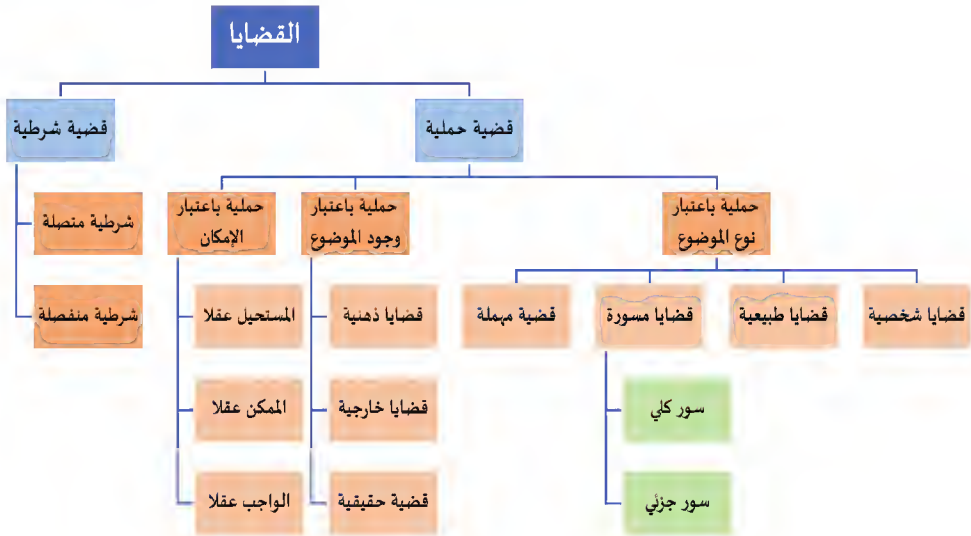 القضايا
قضية حملية
قضية شرطية
حملية باعتبار
نوع الموضوع
حملية باعتبار
وجود الموضوع
حملية باعتبار
الإمكان
شرطية متصلة
شرطية منفصلة
قضايا شخصية
قضايا طبيعية
قضايا مسورة
قضية مهملة
سور كلي
سور جزئي
قضايا ذهنية
قضايا خارجية
قضية حقيقية
المستحيل عقلا
الممكن عقلا
الواجب عقلا